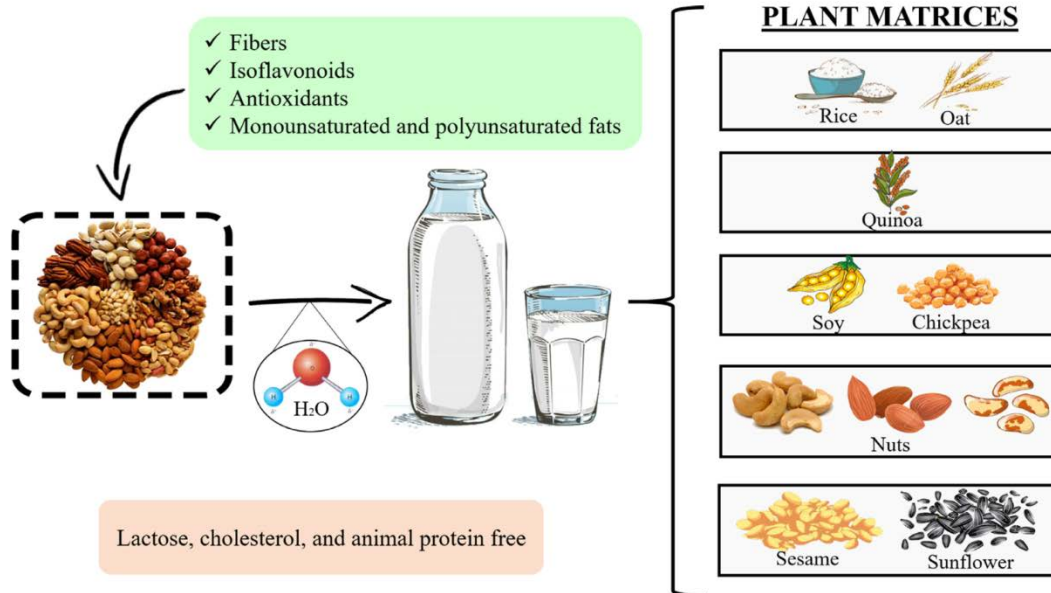 ✓ Fibers
✓ Isoflavonoids
✓ Antioxidants
✓ Monounsaturated and polyunsaturated fats
H₂O
H
H
Lactose, cholesterol, and animal protein free
PLANT MATRICES
Rice
Oat
Quinoa
Soy
Chickpea
Nuts
Sesame
Sunflower